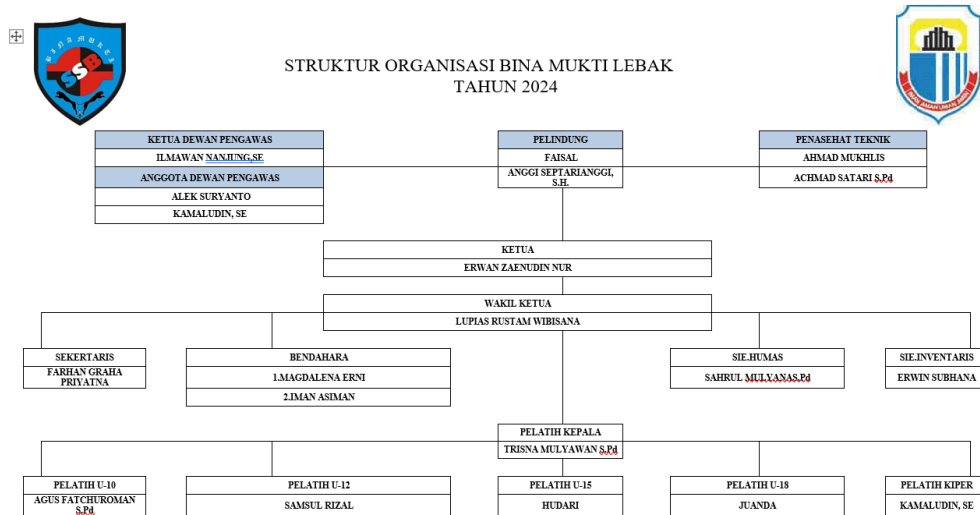 BINA MUKTI
SSB
STRUKTUR ORGANISASI BINA MUKTI LEBAK
TAHUN 2024
KETUA DEWAN PENGAWAS
ILMAWAN NANJUNG,SE
ANGGOTA DEWAN PENGAWAS
ALEK SURYANTO
KAMALUDIN, SE
PELINDUNG
FAISAL
ANGGI SEPTARIANGGI,
S.H.
PENASEHAT TEKNIK
AHMAD MUKHLIS
ACHMAD SATARI S.Pd
KETUA
ERWAN ZAENUDIN NUR
WAKIL KETUA
LUPIAS RUSTAM WIBISANA
SEKERTARIS
FARHAN GRAHA
PRIYATNA
BENDAHARA
1.MAGDALENA ERNI
2.IMAN ASIMAN
SIE.HUMAS
SAHRUL MULYANAS.Pd
SIE.INVENTARIS
ERWIN SUBHANA
PELATIH KEPALA
TRISNA MULYAWAN S.Pd
PELATIH U-10
AGUS FATCHUROMAN
S.Pd
PELATIH U-12
SAMSUL RIZAL
PELATIH U-15
HUDARI
PELATIH U-18
JUANDA
PELATIH KIPER
KAMALUDIN, SE